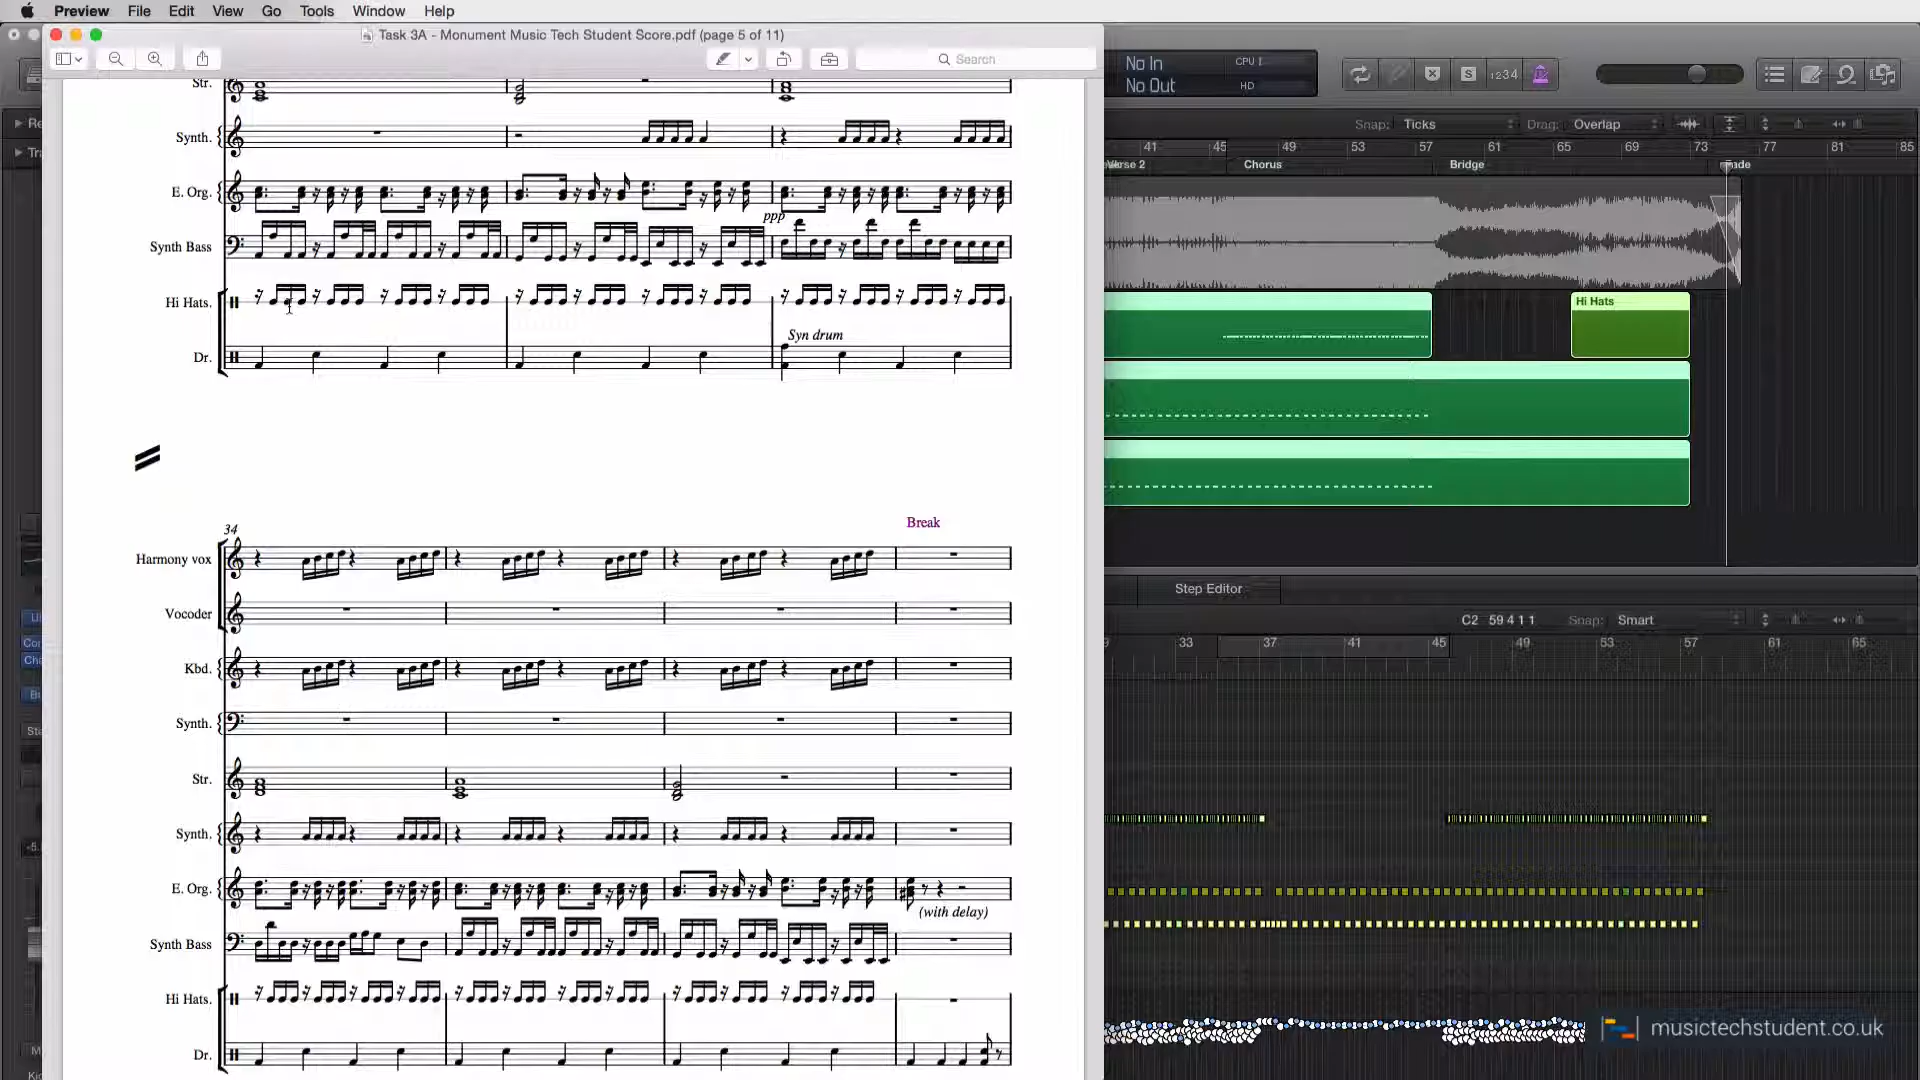 Preview File Edit View Go Tools Window Help
Task 3A - Monument Music Tech Student Score.pdf (page 5 of 11)
Search
No In
No Out
CPU
HD
S
1234
Snap: Ticks
Drag: Overlap
41 45 49 53 57 61 65 69 73 77 81 85
Verse 2 Chorus Bridge Fade
Hi Hats
Str.
Synth.
E. Org.
ppp
Synth Bass
Hi Hats.
Syn drum
Dr.
34
Break
Harmony vox
Vocoder
Kbd.
Synth.
Str.
Synth.
E. Org.
(with delay)
Synth Bass
Hi Hats.
Dr.
Step Editor
C2 59 4 1 1
Snap: Smart
33 37 41 45 49 53 57 61 65
musictechstudent.co.uk